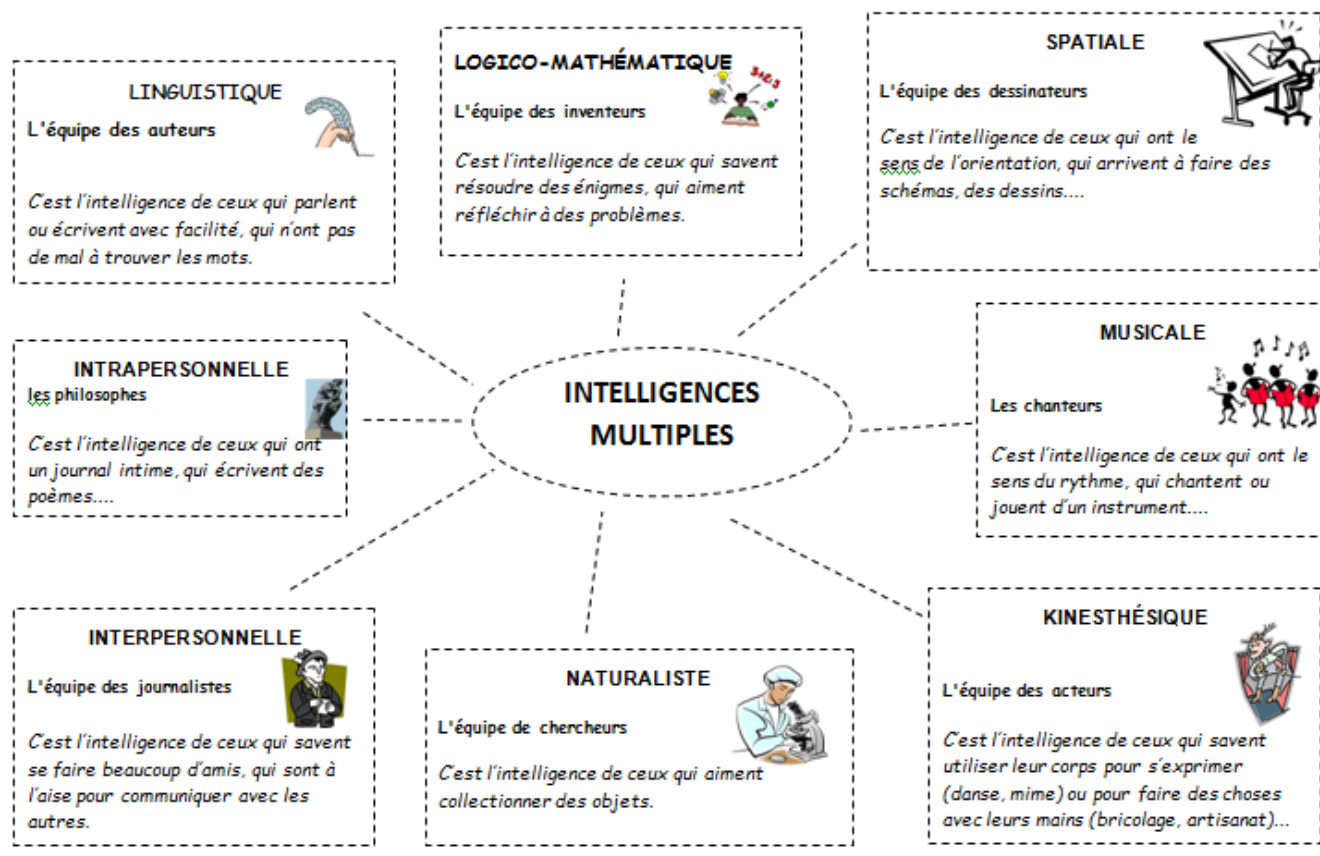 LINGUISTIQUE
L'équipe des auteurs
C'est l'intelligence de ceux qui parlent
ou écrivent avec facilité, qui n'ont pas
de mal à trouver les mots.
LOGICO-MATHÉMATIQUE
L'équipe des inventeurs
C'est l'intelligence de ceux qui savent
résoudre des énigmes, qui aiment
réfléchir à des problèmes.
SPATIALE
L'équipe des dessinateurs
C'est l'intelligence de ceux qui ont le
sens de l'orientation, qui arrivent à faire des
schémas, des dessins....
INTRAPERSONNELLE
les philosophes
C'est l'intelligence de ceux qui ont
un journal intime, qui écrivent des
poèmes....
INTELLIGENCES
MULTIPLES
MUSICALE
Les chanteurs
C'est l'intelligence de ceux qui ont le
sens du rythme, qui chantent ou
jouent d'un instrument....
INTERPERSONNELLE
L'équipe des journalistes
C'est l'intelligence de ceux qui savent
se faire beaucoup d'amis, qui sont à
l'aise pour communiquer avec les
autres.
NATURALISTE
L'équipe de chercheurs
C'est l'intelligence de ceux qui aiment
collectionner des objets.
KINESTHÉSIQUE
L'équipe des acteurs
C'est l'intelligence de ceux qui savent
utiliser leur corps pour s'exprimer
(danse, mime) ou pour faire des choses
avec leurs mains (bricolage, artisanat)...